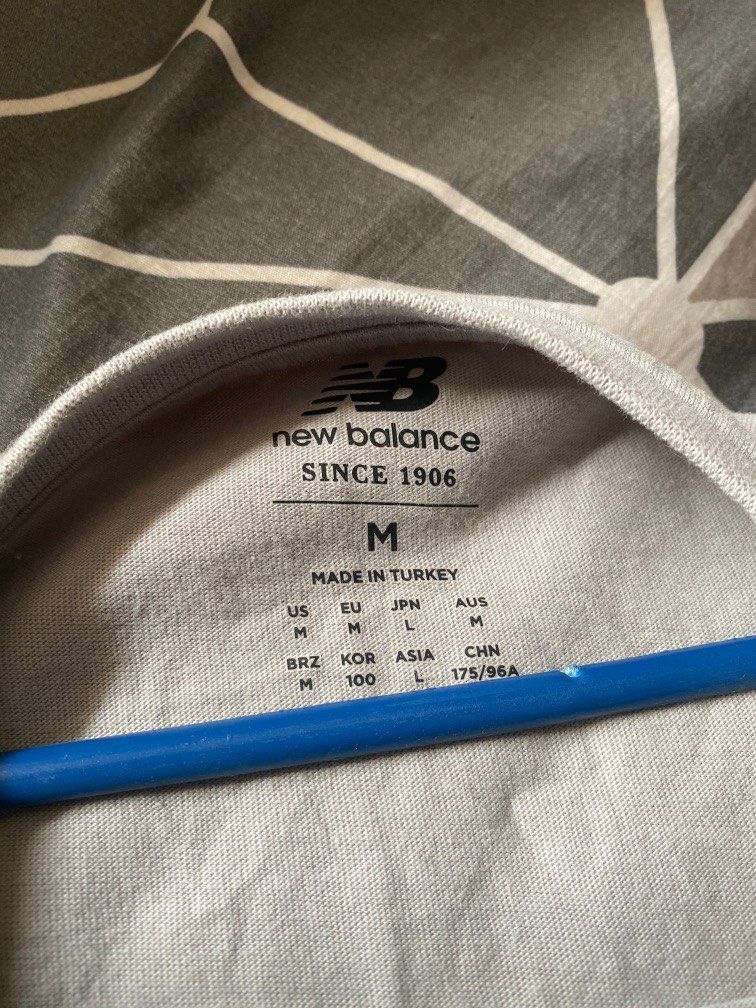 NB
new balance
SINCE 1906
M
MADE IN TURKEY
US EU JPN AUS
M M L M
BRZ KOR ASIA CHN
M 100 L 175/96A